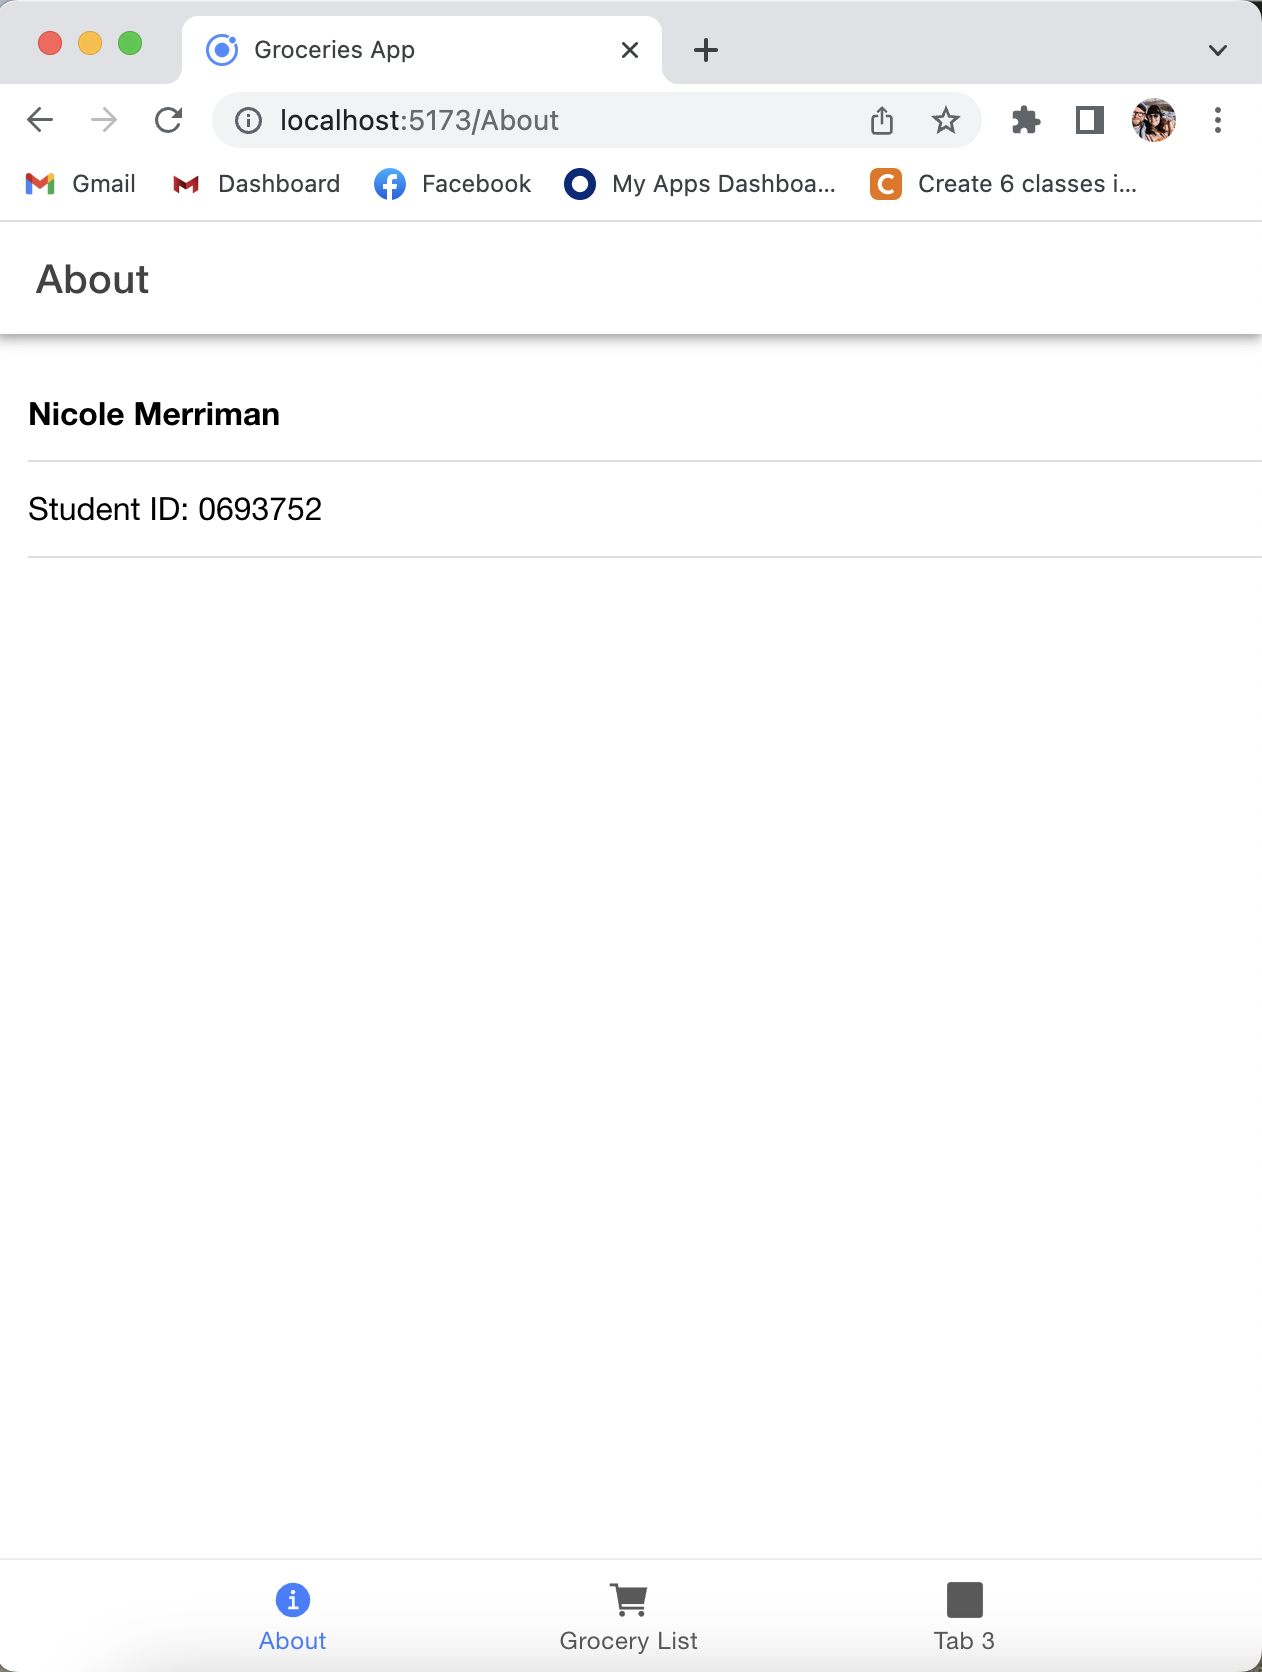 Groceries App
localhost:5173/About
Gmail Dashboard Facebook My Apps Dashboa... Create 6 classes i...
About
Nicole Merriman
Student ID: 0693752
About Grocery List Tab 3